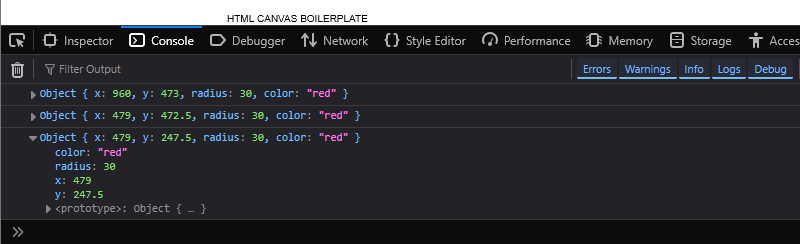 HTML CANVAS BOILERPLATE
Inspector Console Debugger Network Style Editor Performance Memory Storage Acces
Filter Output Errors Warnings Info Logs Debug
Object { x: 960, y: 473, radius: 30, color: "red" }
Object { x: 479, y: 472.5, radius: 30, color: "red" }
Object { x: 479, y: 247.5, radius: 30, color: "red" }
color: "red"
radius: 30
x: 479
y: 247.5
<prototype>: Object { … }